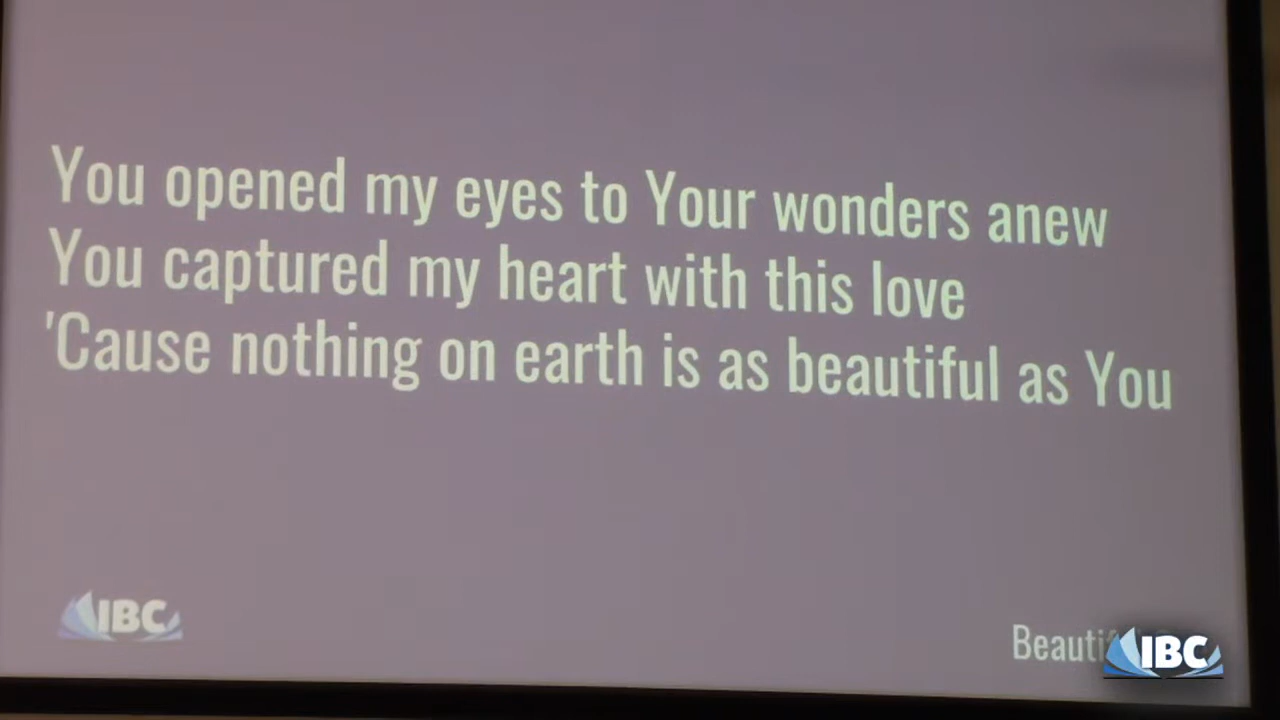 You opened my eyes to Your wonders anew
You captured my heart with this love
'Cause nothing on earth is as beautiful as You
IBC
IBC